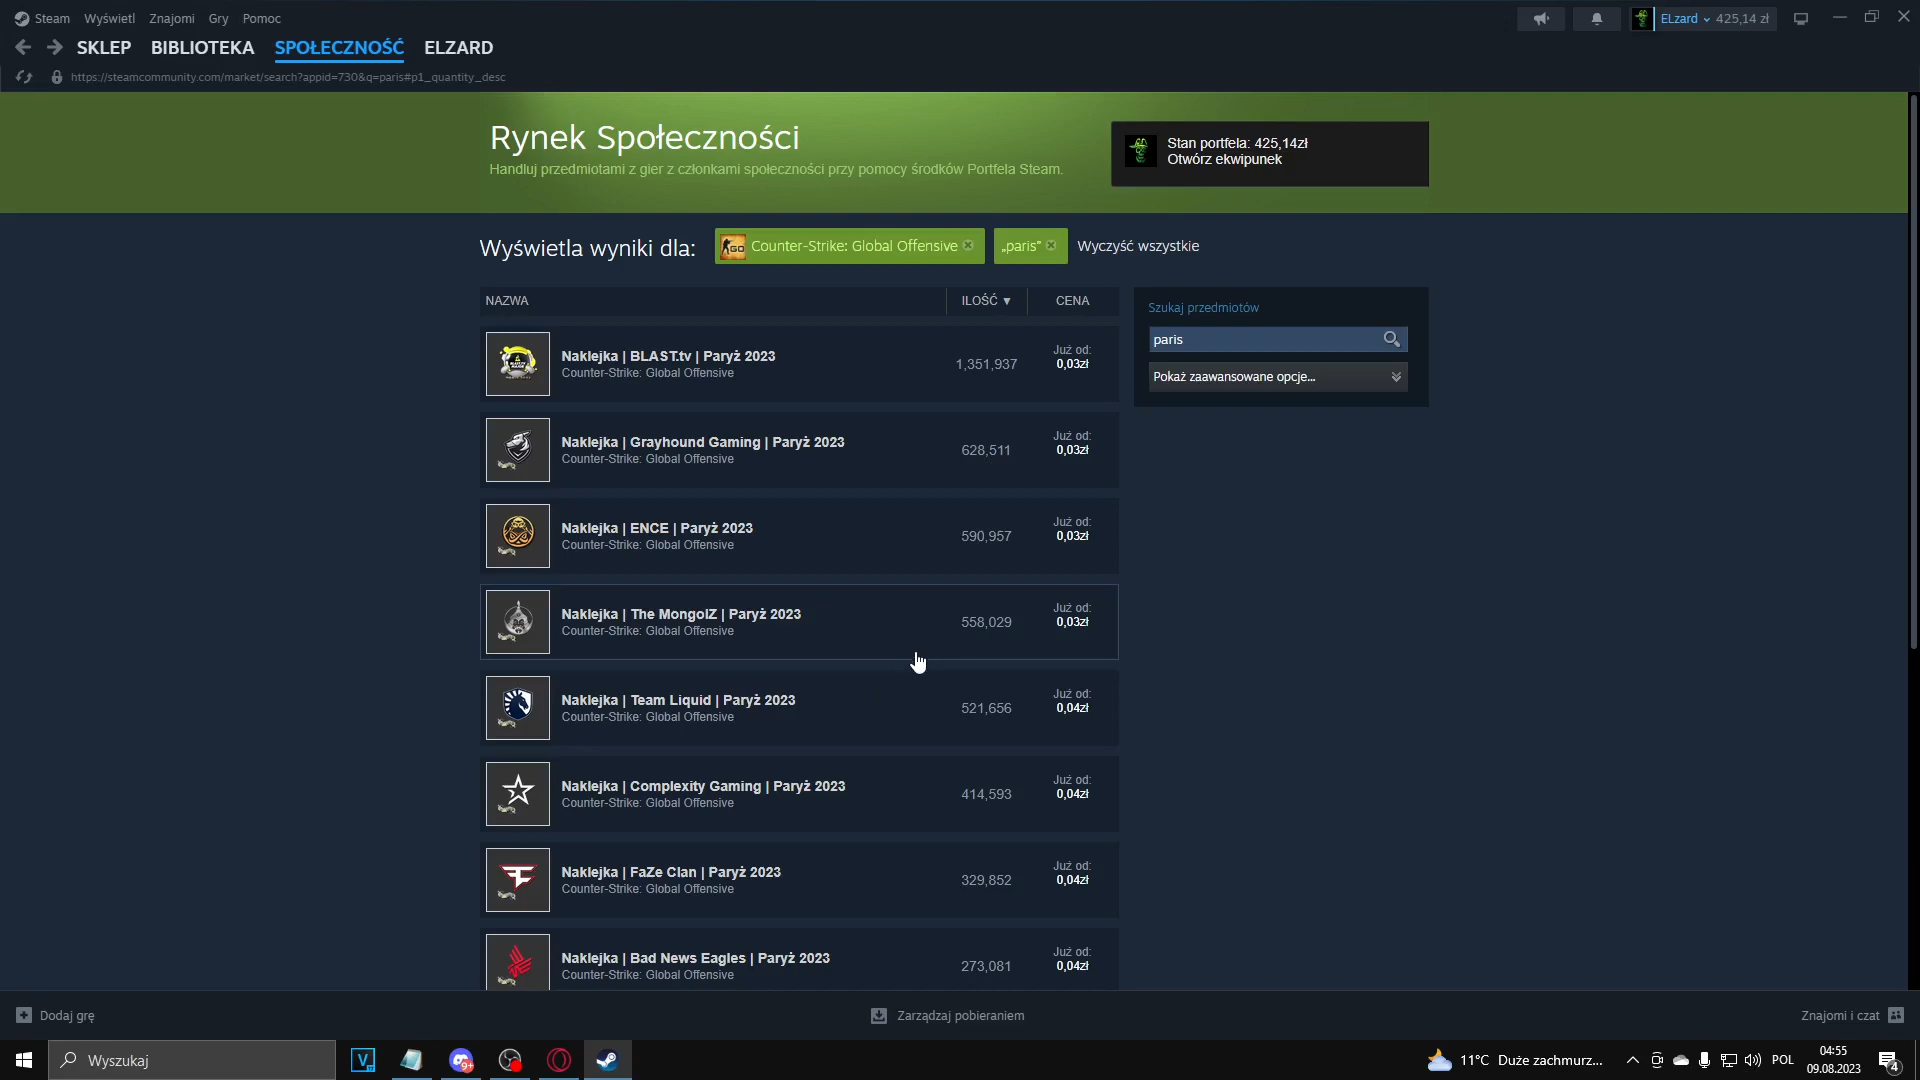 Steam Wyświetl Znajomi Gry Pomoc
ELzard 425,14 zł
SKLEP BIBLIOTEKA SPOŁECZNOŚĆ ELZARD
https://steamcommunity.com/market/search?appid=730&q=paris#p1_quantity_desc
Rynek Społeczności
Handluj przedmiotami z gier z członkami społeczności przy pomocy środków Portfela Steam.
Stan portfela: 425,14zł
Otwórz ekwipunek
Wyświetla wyniki dla: Counter-Strike: Global Offensive „paris” Wyczyść wszystkie
NAZWA ILOŚĆ ▼ CENA
Naklejka | BLAST.tv | Paryż 2023
Counter-Strike: Global Offensive
1,351,937
Już od:
0,03zł
Naklejka | Grayhound Gaming | Paryż 2023
Counter-Strike: Global Offensive
628,511
Już od:
0,03zł
Naklejka | ENCE | Paryż 2023
Counter-Strike: Global Offensive
590,957
Już od:
0,03zł
Naklejka | The MongolZ | Paryż 2023
Counter-Strike: Global Offensive
558,029
Już od:
0,03zł
Naklejka | Team Liquid | Paryż 2023
Counter-Strike: Global Offensive
521,656
Już od:
0,04zł
Naklejka | Complexity Gaming | Paryż 2023
Counter-Strike: Global Offensive
414,593
Już od:
0,04zł
Naklejka | FaZe Clan | Paryż 2023
Counter-Strike: Global Offensive
329,852
Już od:
0,04zł
Naklejka | Bad News Eagles | Paryż 2023
Counter-Strike: Global Offensive
273,081
Już od:
0,04zł
Szukaj przedmiotów
paris
Pokaż zaawansowane opcje...
Dodaj grę
Zarządzaj pobieraniem
Znajomi i czat
Wyszukaj
9+
11°C Duże zachmurz...
POL
04:55
09.08.2023
4